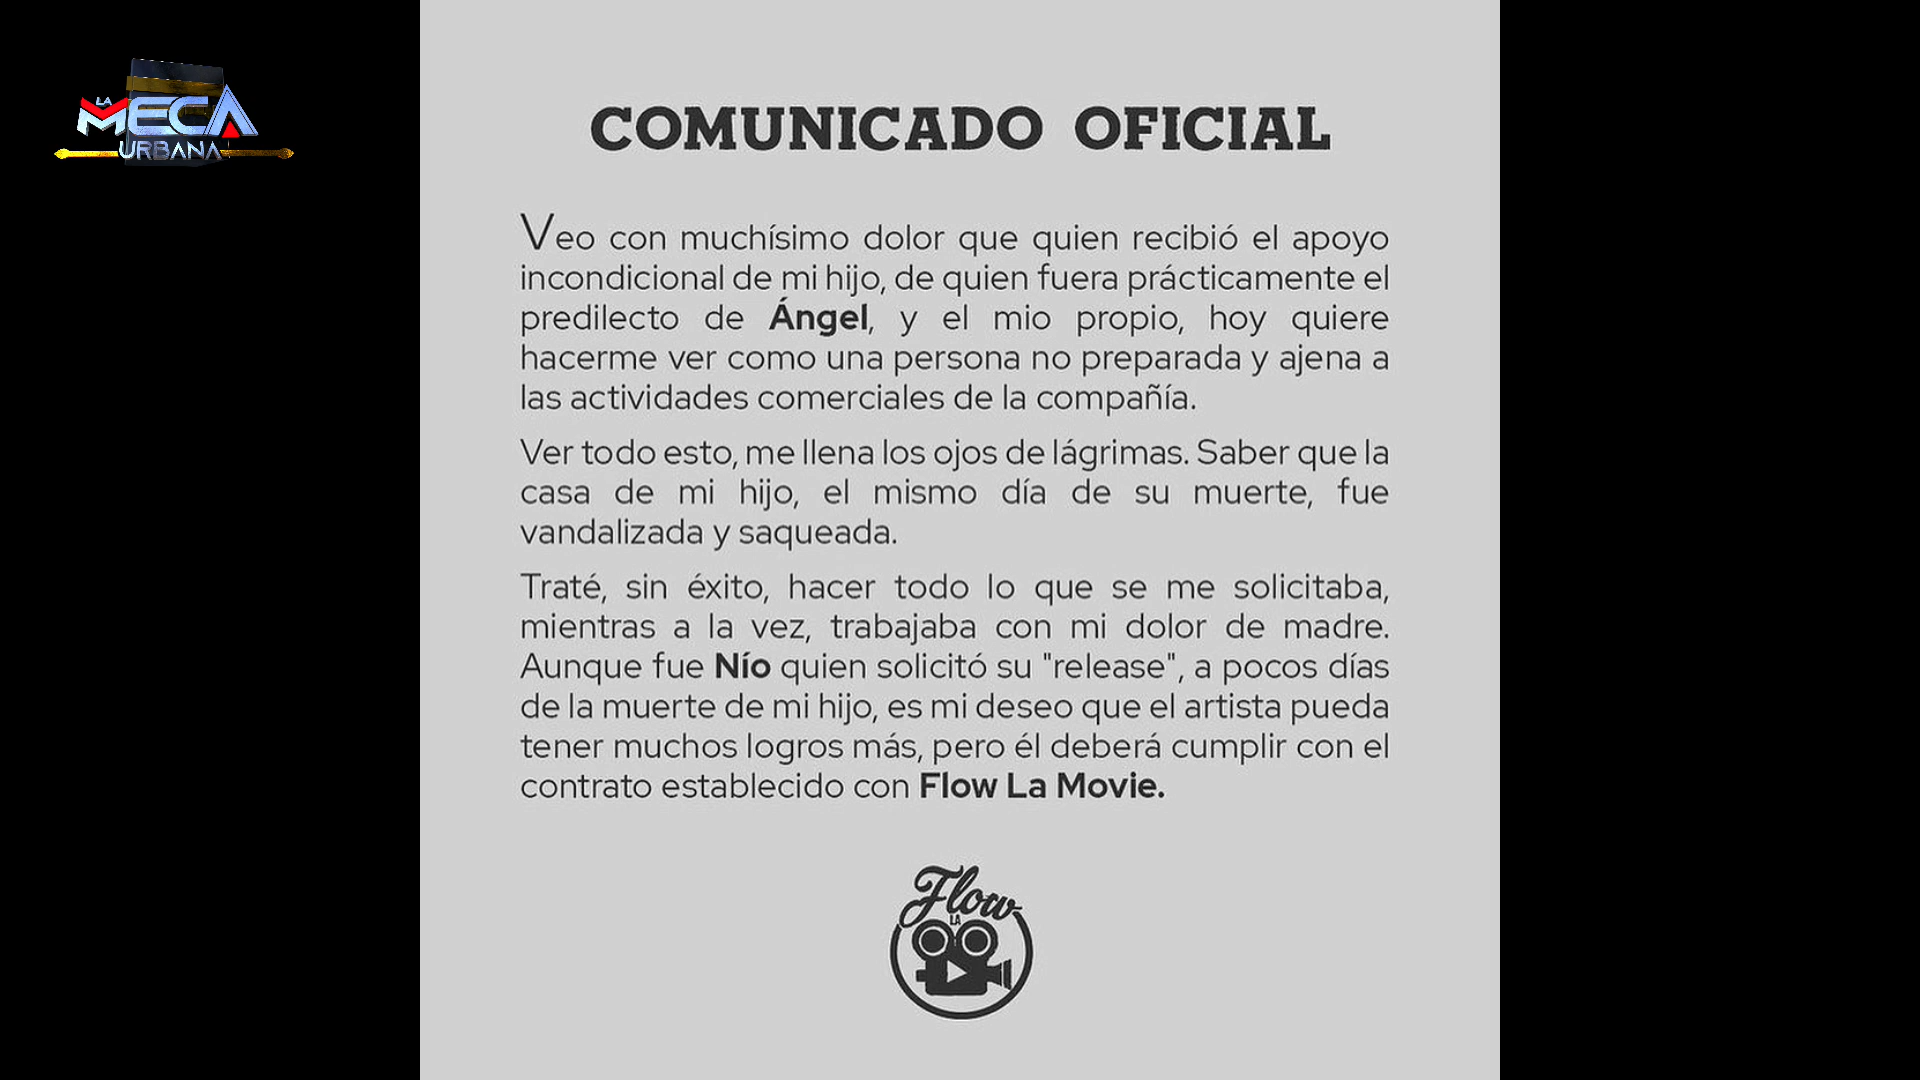 LA
MECA
URBANA
COMUNICADO OFICIAL
Veo con muchísimo dolor que quien recibió el apoyo
incondicional de mi hijo, de quien fuera prácticamente el
predilecto de Ángel, y el mio propio, hoy quiere
hacerme ver como una persona no preparada y ajena a
las actividades comerciales de la compañía.
Ver todo esto, me llena los ojos de lágrimas. Saber que la
casa de mi hijo, el mismo día de su muerte, fue
vandalizada y saqueada.
Traté, sin éxito, hacer todo lo que se me solicitaba,
mientras a la vez, trabajaba con mi dolor de madre.
Aunque fue Nío quien solicitó su "release", a pocos días
de la muerte de mi hijo, es mi deseo que el artista pueda
tener muchos logros más, pero él deberá cumplir con el
contrato establecido con Flow La Movie.
Flow
LA